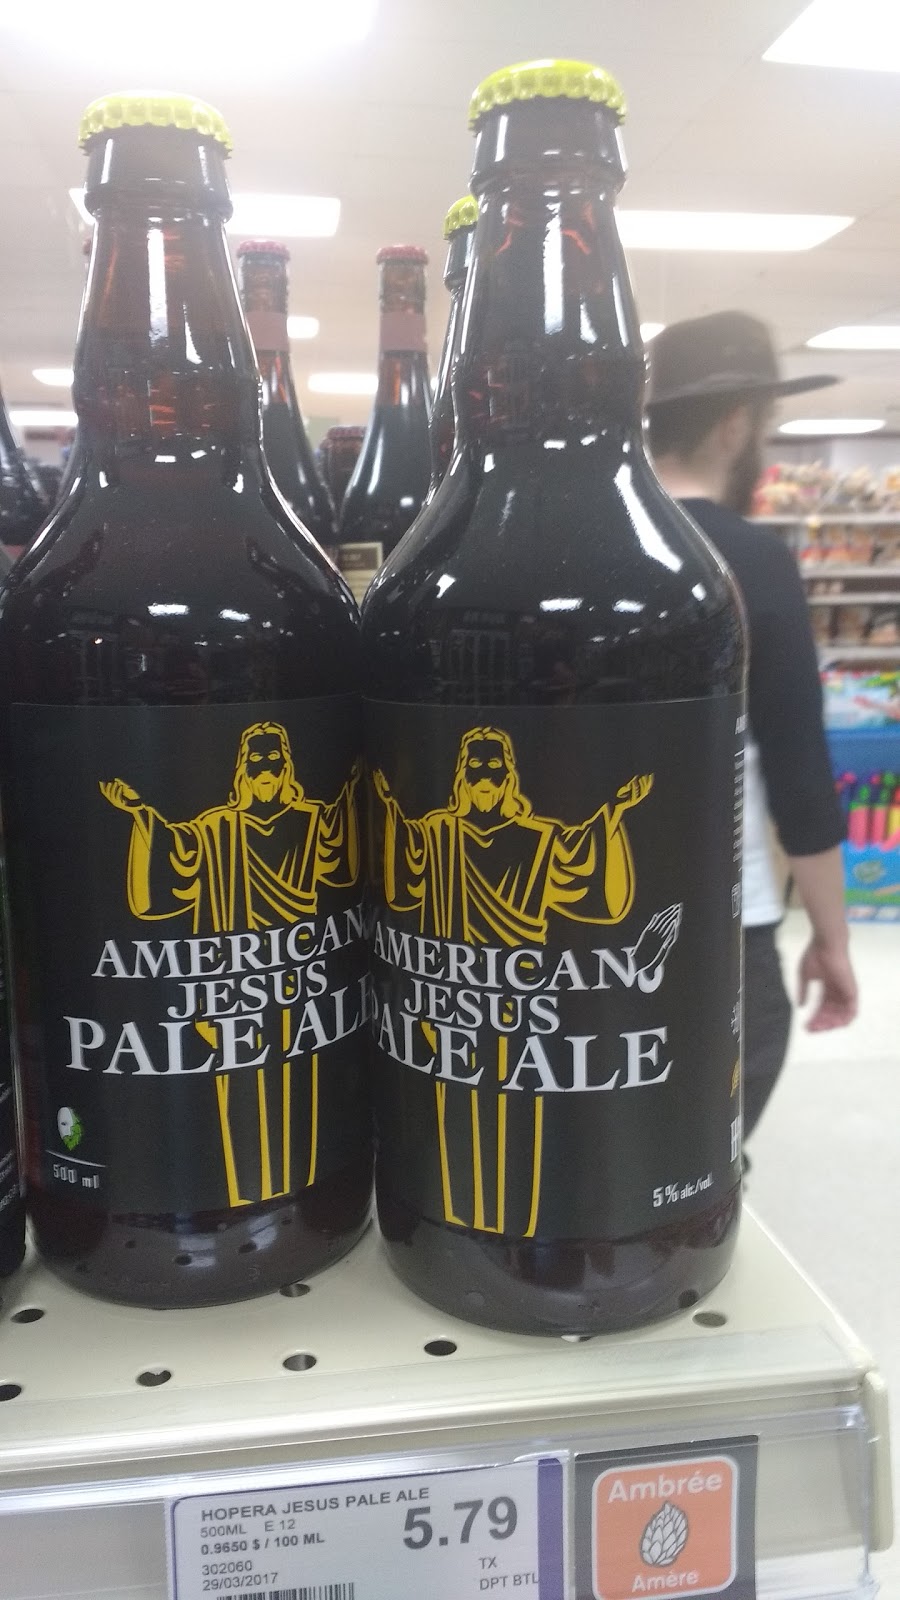 AMERICAN
JESUS
PALE ALE
500 ml
AMERICAN
JESUS
PALE ALE
5% alc./vol.
HOPERA JESUS PALE ALE
500ML E 12
0.9650 $ / 100 ML
302060
29/03/2017
5.79
TX
DPT BTL
Ambrée
Amère